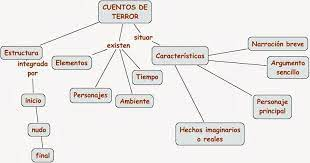 CUENTOS DE
TERROR
situar
existen
Estructura
integrada
por
Elementos
Características
Narración breve
Argumento
sencillo
Tiempo
Personajes
Ambiente
inicio
Personaje
principal
nudo
Hechos imaginarios
o reales
final